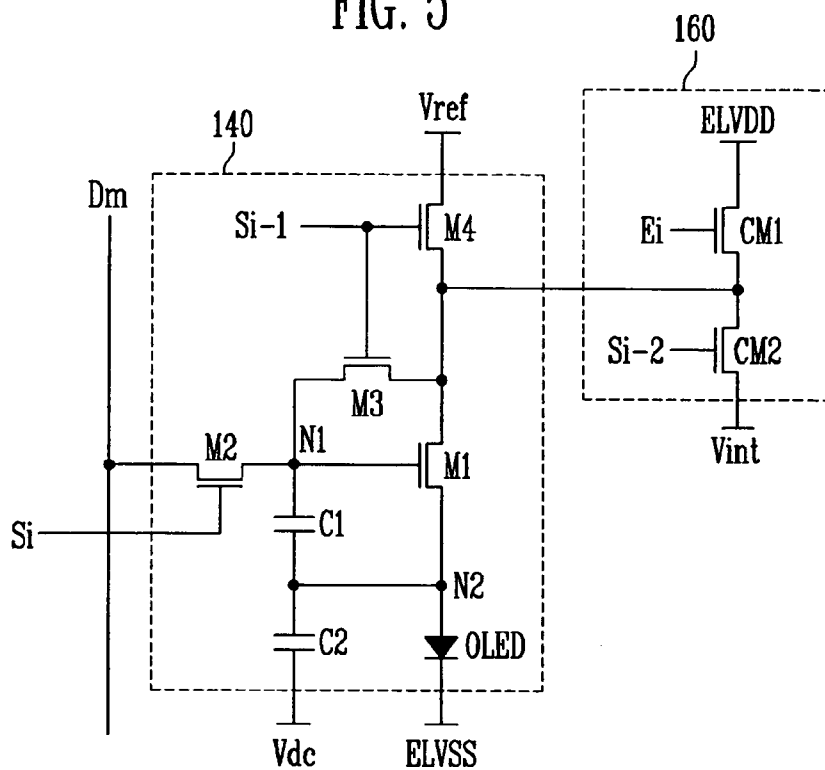 FIG. 5
160
Vref
ELVDD
140
Dm
Si-1
M4
Ei
CM1
Si-2
CM2
M3
M2
N1
M1
Vint
Si
C1
N2
C2
OLED
Vdc
ELVSS